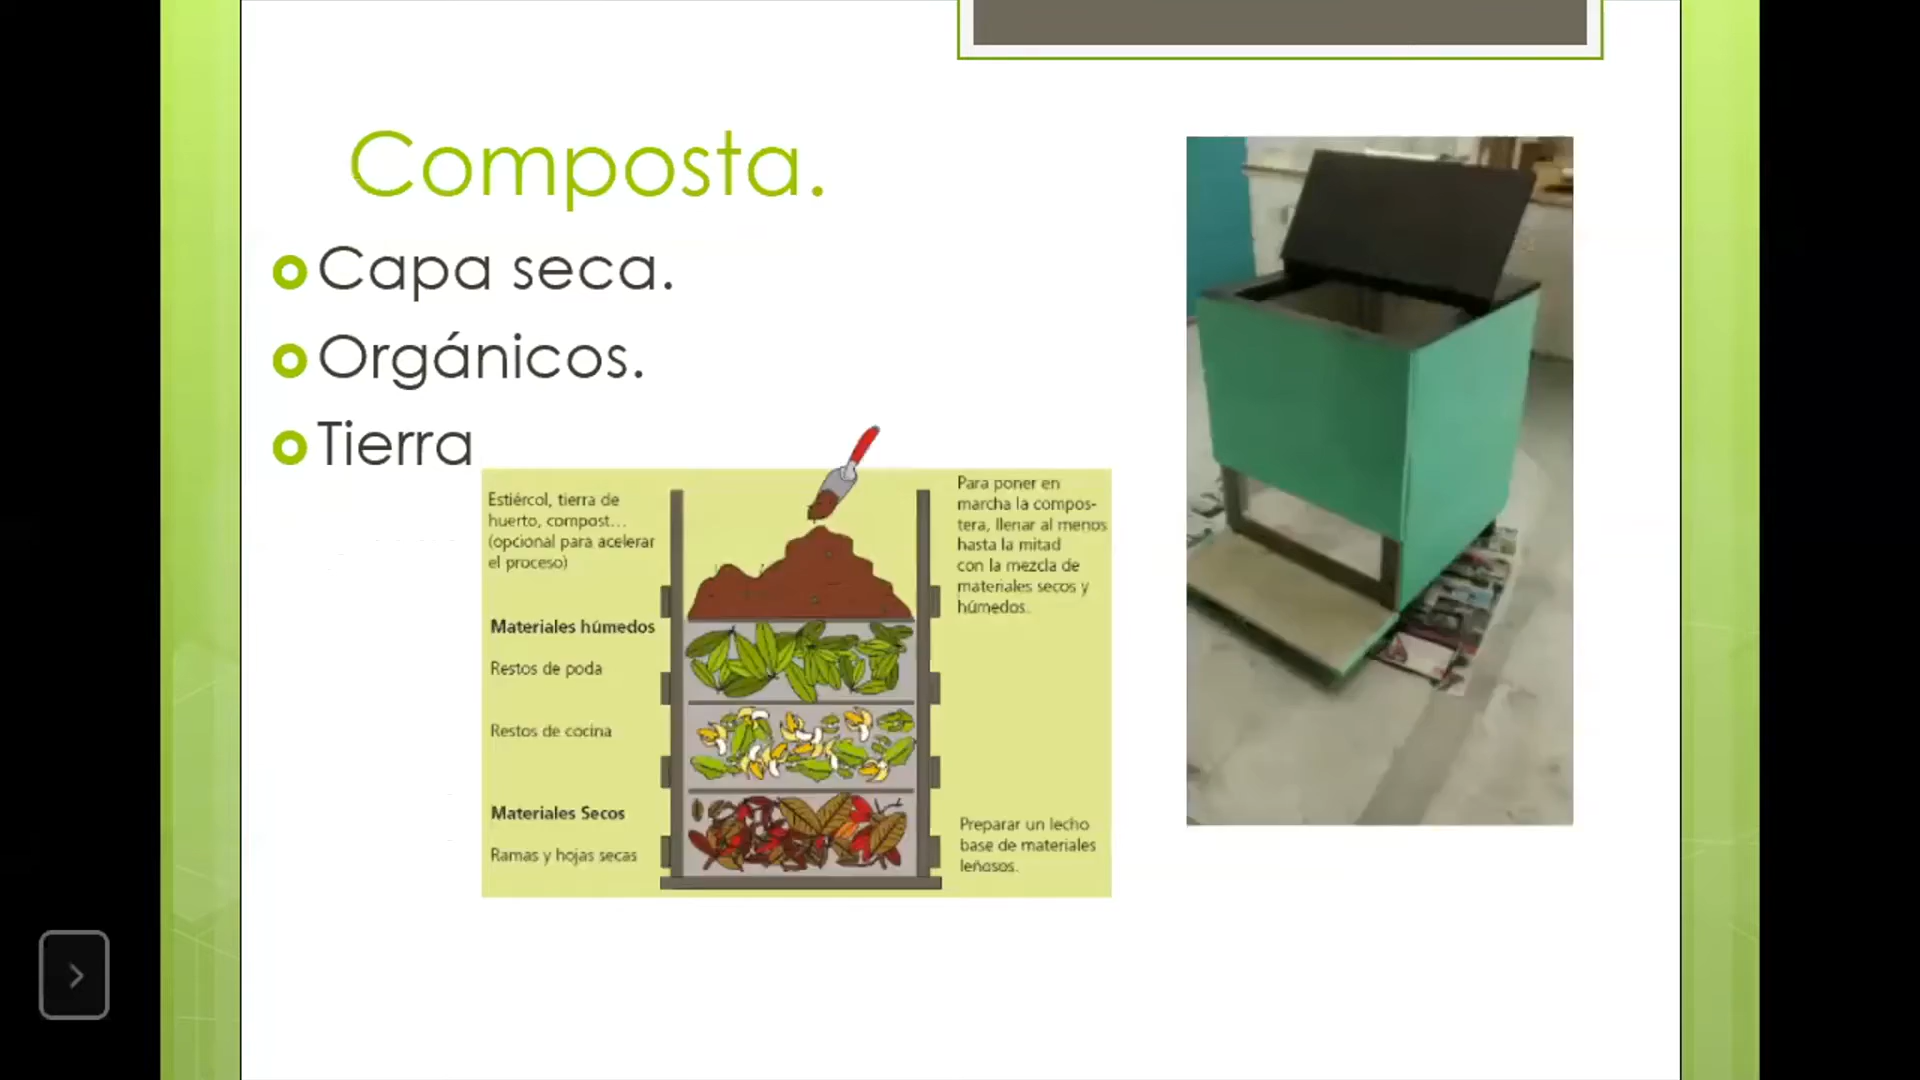 Composta.
Capa seca.
Orgánicos.
Tierra
Estiércol, tierra de
huerto, compost...
(opcional para acelerar
el proceso)
Materiales húmedos
Restos de poda
Restos de cocina
Materiales Secos
Ramas y hojas secas
Para poner en
marcha la compos-
tera, llenar al menos
hasta la mitad
con la mezcla de
materiales secos y
húmedos.
Preparar un lecho
base de materiales
leñosos.